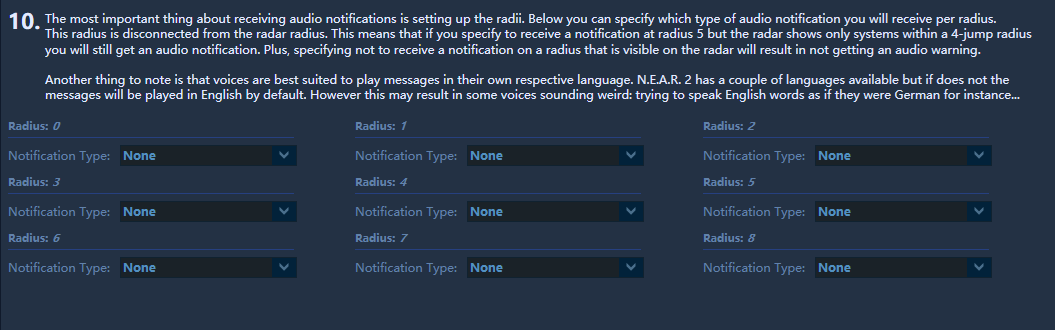 10. The most important thing about receiving audio notifications is setting up the radii. Below you can specify which type of audio notification you will receive per radius.
This radius is disconnected from the radar radius. This means that if you specify to receive a notification at radius 5 but the radar shows only systems within a 4-jump radius
you will still get an audio notification. Plus, specifying not to receive a notification on a radius that is visible on the radar will result in not getting an audio warning.
Another thing to note is that voices are best suited to play messages in their own respective language. N.E.A.R. 2 has a couple of languages available but if does not the
messages will be played in English by default. However this may result in some voices sounding weird: trying to speak English words as if they were German for instance...
Radius: 0 Radius: 1 Radius: 2
Notification Type: None Notification Type: None Notification Type: None
Radius: 3 Radius: 4 Radius: 5
Notification Type: None Notification Type: None Notification Type: None
Radius: 6 Radius: 7 Radius: 8
Notification Type: None Notification Type: None Notification Type: None